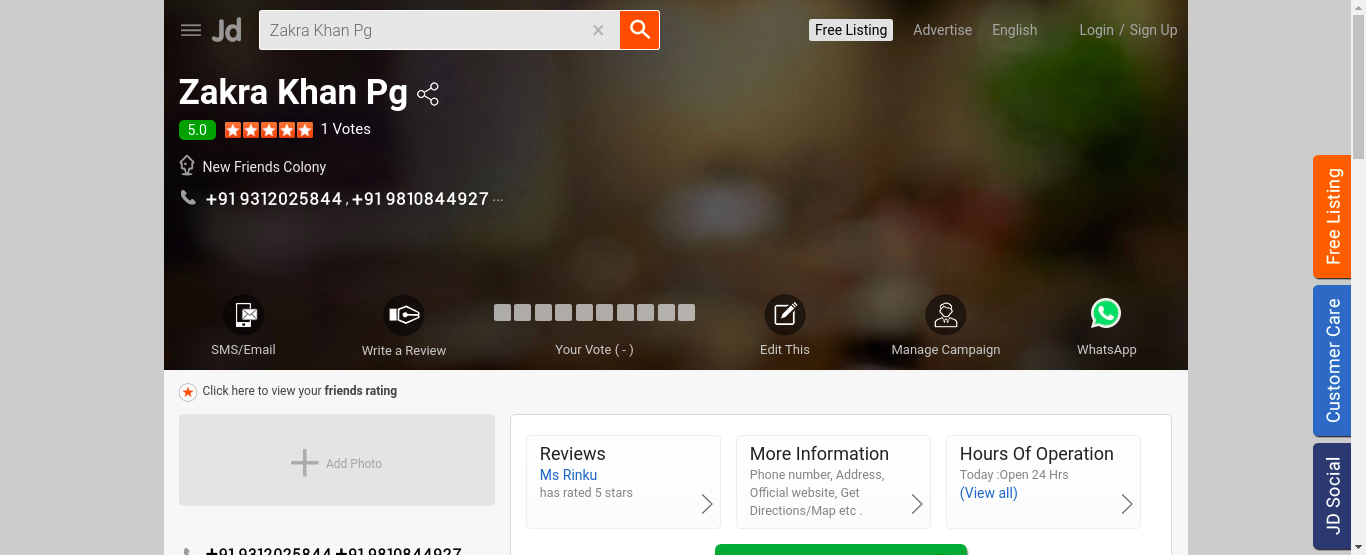 Jd
Zakra Khan Pg ×
Free Listing
Advertise
English
Login / Sign Up
Zakra Khan Pg
5.0 1 Votes
New Friends Colony
+91 9312025844 , +91 9810844927 ...
SMS/Email
Write a Review
Your Vote ( - )
Edit This
Manage Campaign
WhatsApp
Click here to view your friends rating
Add Photo
Reviews
Ms Rinku
has rated 5 stars
More Information
Phone number, Address,
Official website, Get
Directions/Map etc .
Hours Of Operation
Today :Open 24 Hrs
(View all)
+91 9312025844 +91 9810844927
Free Listing
Customer Care
JD Social